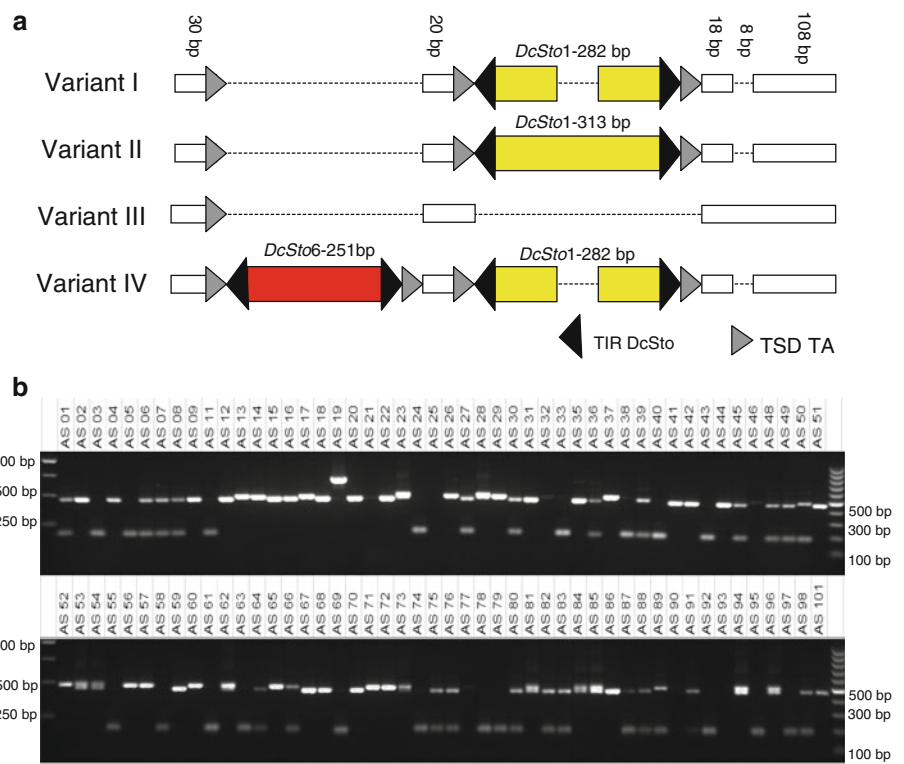 a
30 bp
20 bp
18 bp
8 bp
108 bp
Variant I
DcSto1-282 bp
Variant II
DcSto1-313 bp
Variant III
Variant IV
DcSto6-251bp
DcSto1-282 bp
TIR DcSto
TSD TA
b
AS 01 AS 02 AS 03 AS 04 AS 05 AS 06 AS 07 AS 08 AS 09 AS 11 AS 12 AS 13 AS 14 AS 15 AS 16 AS 17 AS 18 AS 19 AS 20 AS 21 AS 22 AS 23 AS 24 AS 25 AS 26 AS 27 AS 28 AS 29 AS 30 AS 31 AS 32 AS 33 AS 35 AS 36 AS 37 AS 38 AS 39 AS 40 AS 41 AS 42 AS 43 AS 44 AS 45 AS 46 AS 48 AS 49 AS 50 AS 51
00 bp
500 bp
250 bp
500 bp
300 bp
100 bp
AS 52 AS 53 AS 54 AS 55 AS 56 AS 57 AS 58 AS 59 AS 60 AS 61 AS 62 AS 63 AS 64 AS 65 AS 66 AS 67 AS 68 AS 69 AS 70 AS 71 AS 72 AS 73 AS 74 AS 75 AS 76 AS 77 AS 78 AS 79 AS 80 AS 81 AS 82 AS 83 AS 84 AS 85 AS 86 AS 87 AS 88 AS 89 AS 90 AS 91 AS 92 AS 93 AS 94 AS 95 AS 96 AS 97 AS 98 AS 101
00 bp
500 bp
250 bp
500 bp
300 bp
100 bp